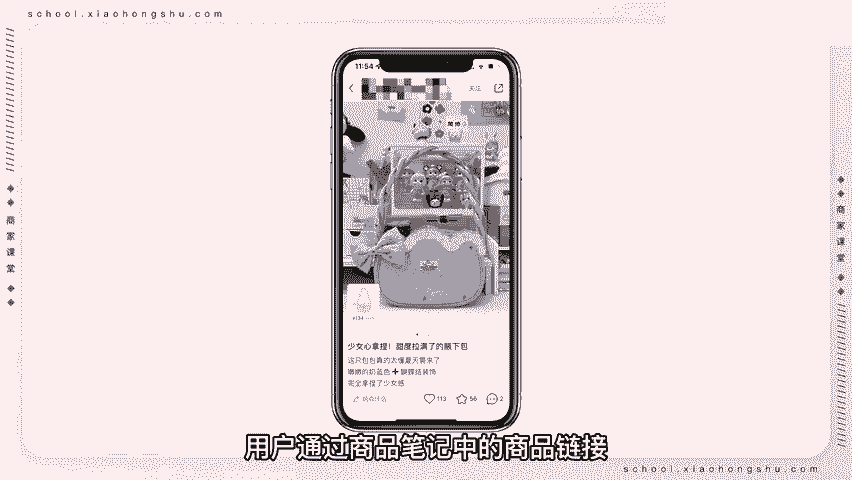 school.xiaohongshu.com
11:54
关注
商家课堂
商家课堂
少女心拿捏！甜度拉满了的腋下包
这只包包真的太懂夏天需求了
嫩嫩的奶蓝色➕蝴蝶结装饰
完全拿捏了少女感
113 56 2
用户通过商品笔记中的商品链接
school.xiaohongshu.com